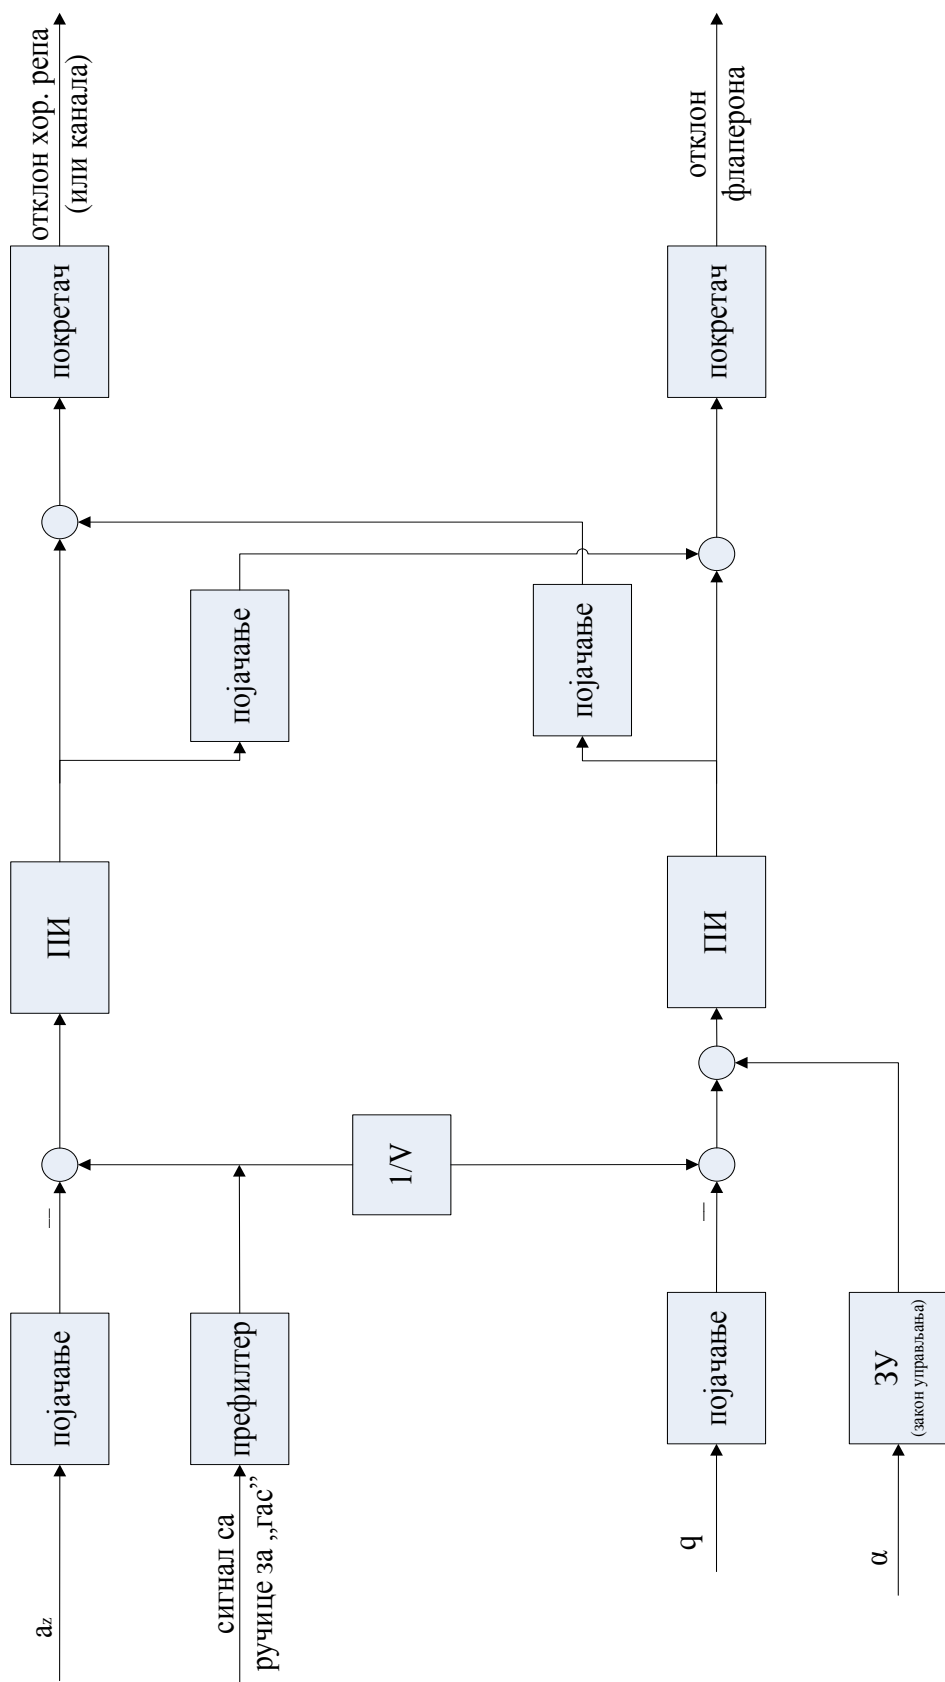 a_z
појачање
—
ПИ
покретач
отклон хор. репа
(или канала)
сигнал са
ручице за „гас”
префилтер
појачање
1/V
појачање
q
појачање
—
ПИ
покретач
отклон
флаперона
α
ЗУ
(закон управљања)